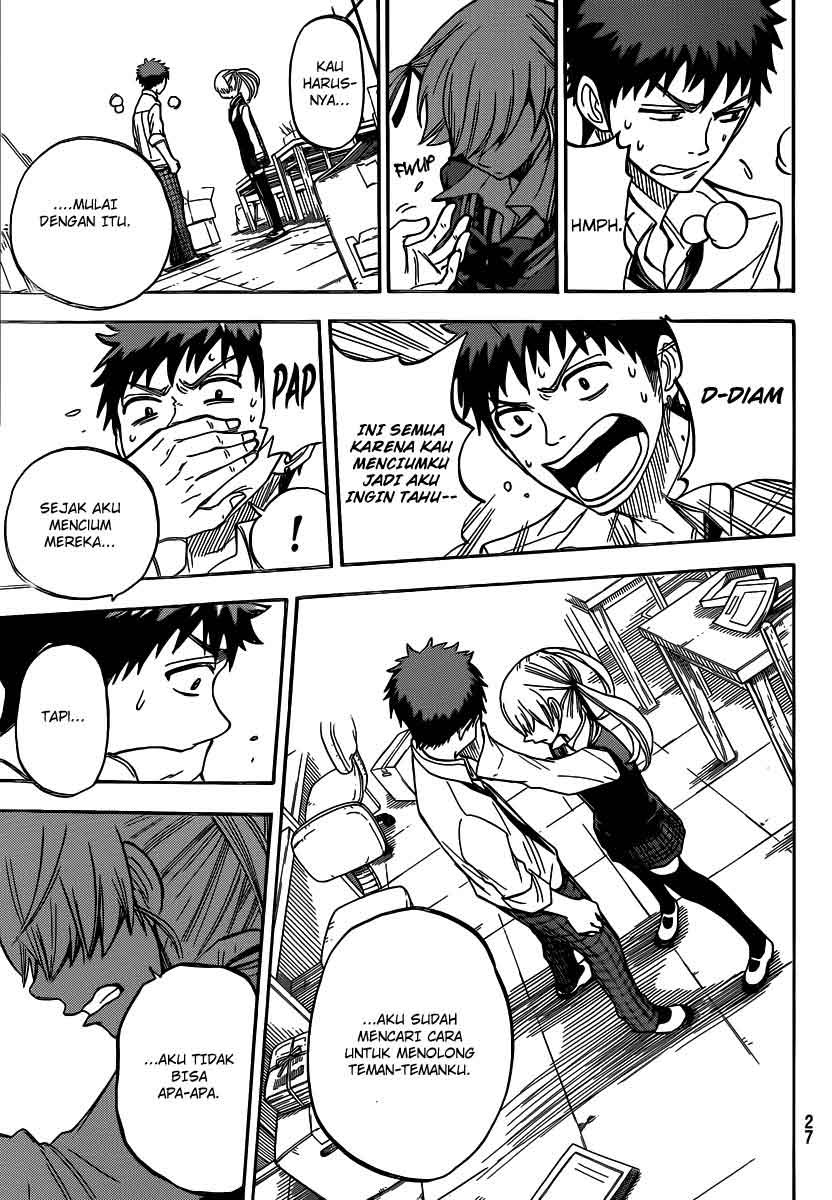 HMPH.
FWUP
KAU
HARUS-
NYA...
....MULAI
DENGAN ITU.
D-DIAM
INI SEMUA
KARENA KAU
MENCIUMKU
JADI AKU
INGIN TAHU--
PAP
!
SEJAK AKU
MENCIUM
MEREKA...
...AKU SUDAH
MENCARI CARA
UNTUK MENOLONG
TEMAN-TEMANKU.
TAPI...
...AKU TIDAK
BISA
APA-APA.
27